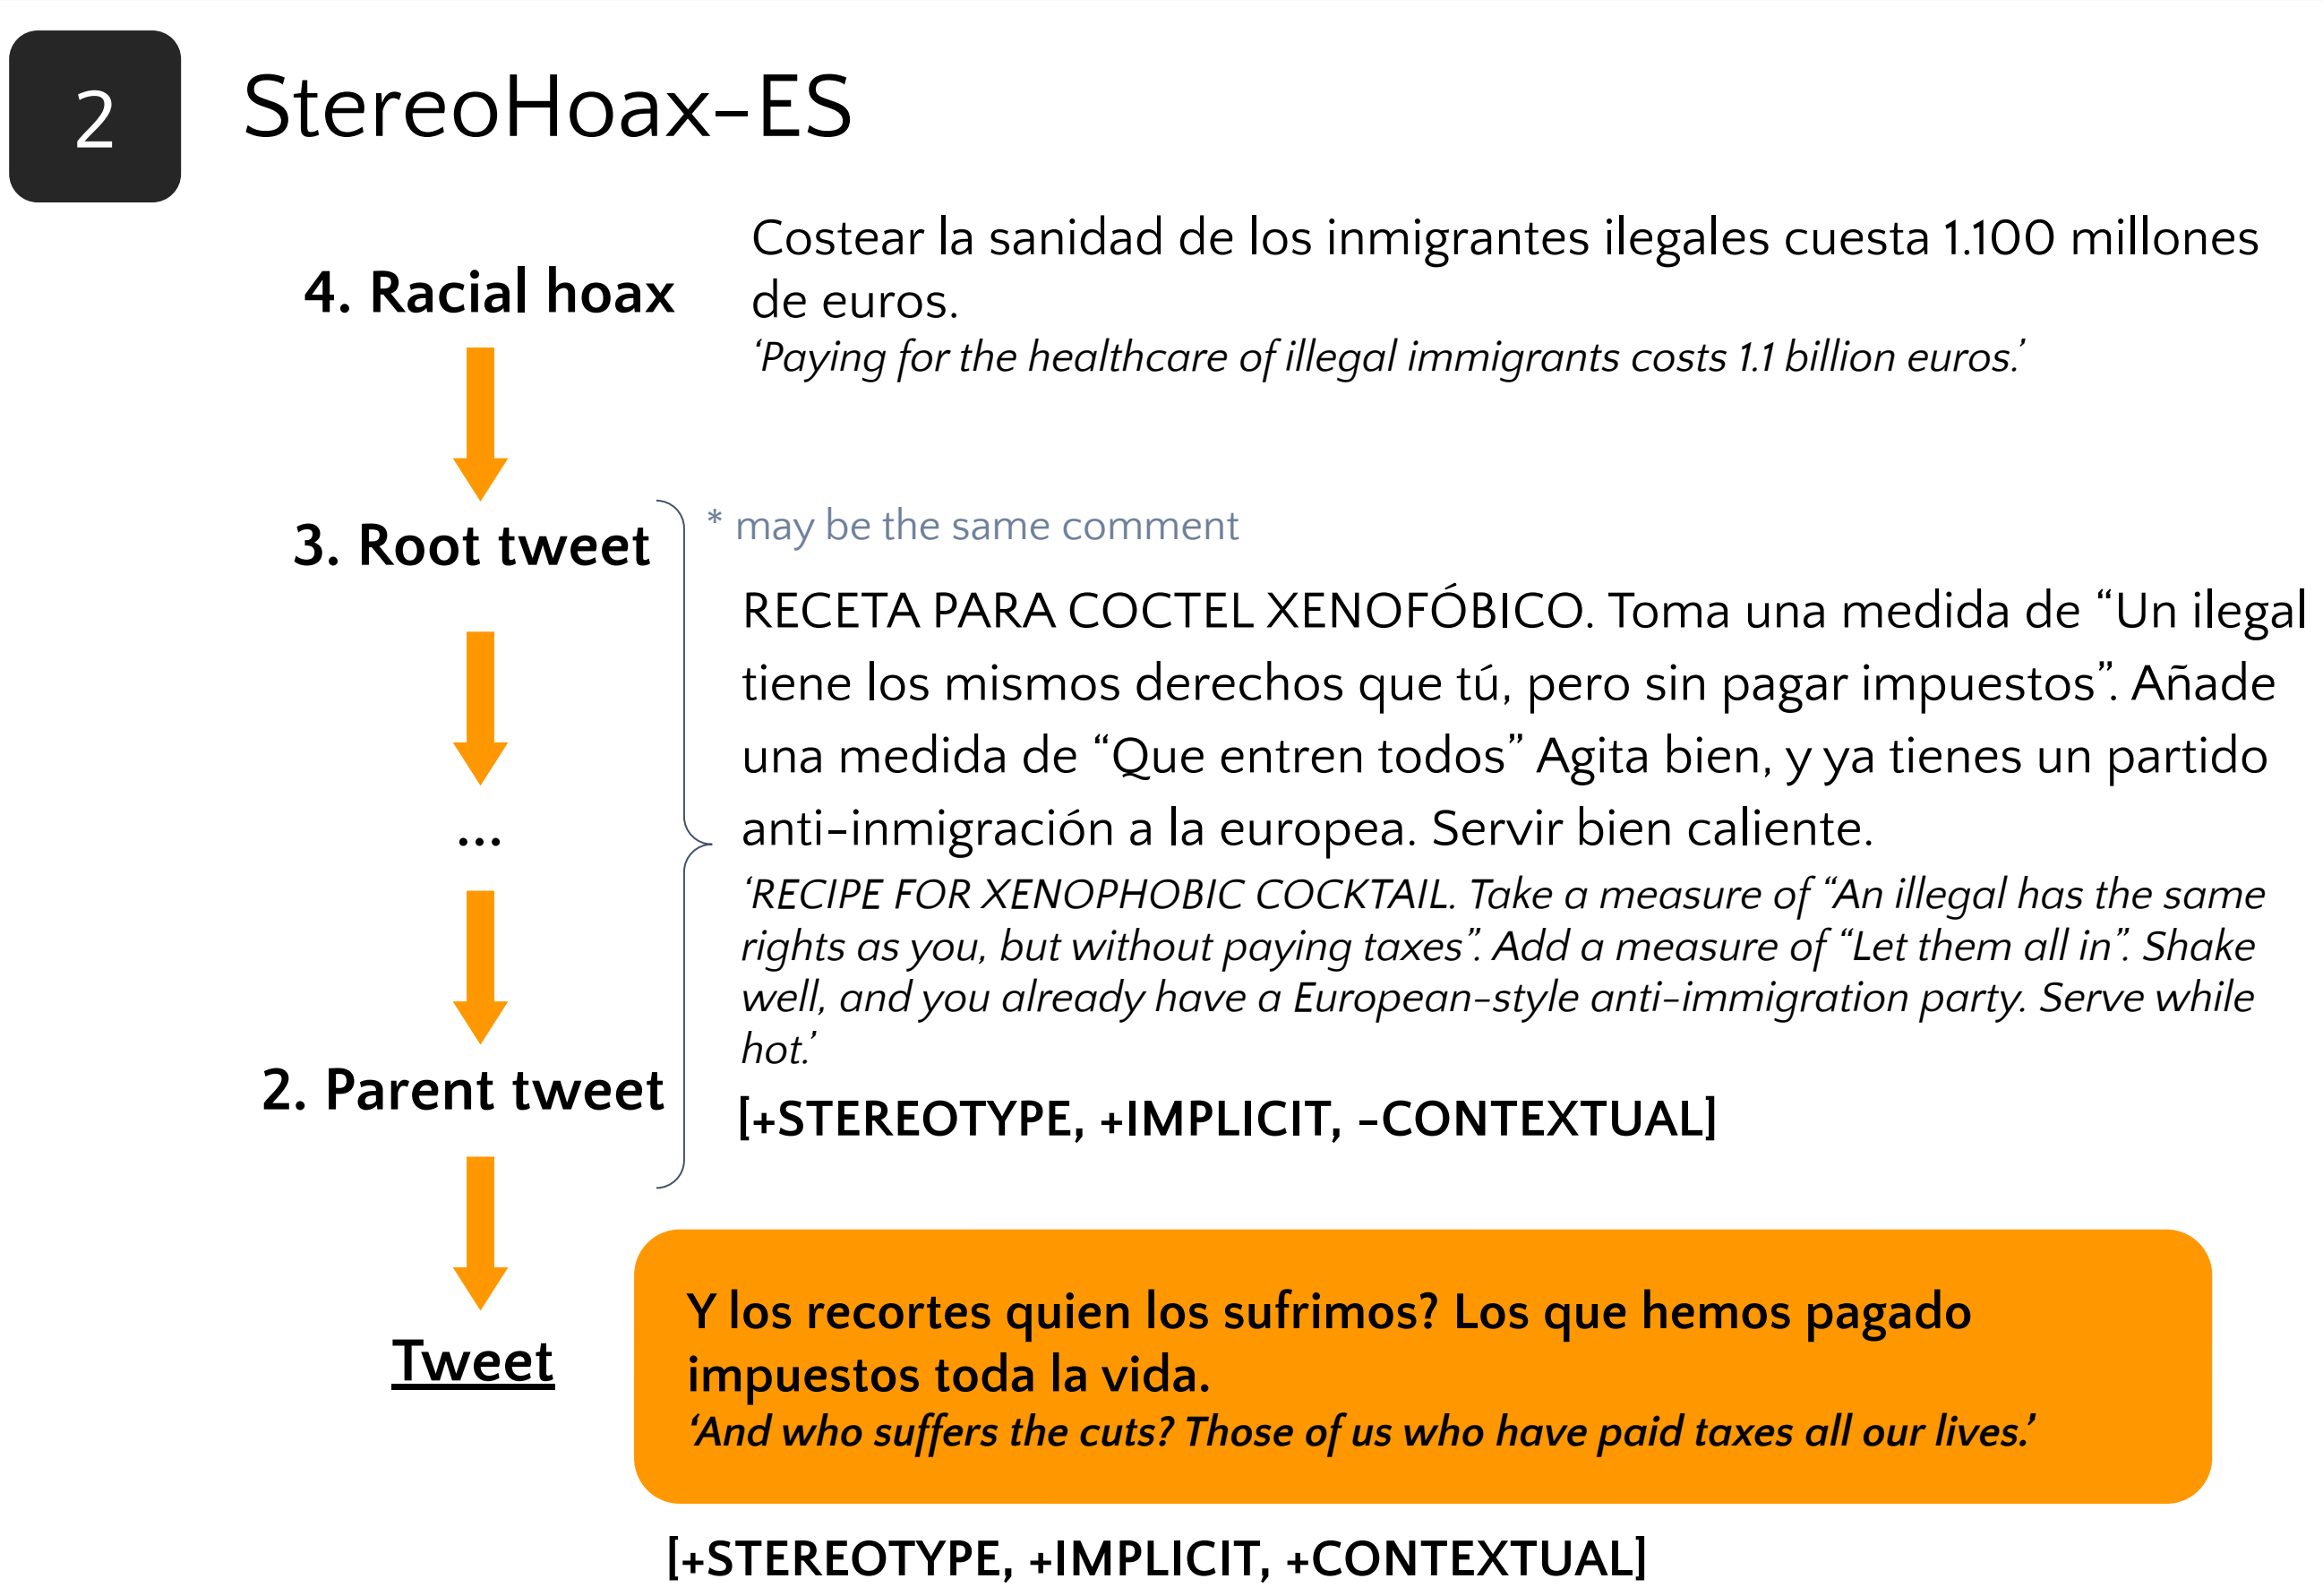 2
StereoHoax-ES
4. Racial hoax
Costear la sanidad de los inmigrantes ilegales cuesta 1.100 millones
de euros.
‘Paying for the healthcare of illegal immigrants costs 1.1 billion euros.’
3. Root tweet
* may be the same comment
RECETA PARA COCTEL XENOFÓBICO. Toma una medida de “Un ilegal
tiene los mismos derechos que tú, pero sin pagar impuestos”. Añade
una medida de “Que entren todos” Agita bien, y ya tienes un partido
anti-inmigración a la europea. Servir bien caliente.
‘RECIPE FOR XENOPHOBIC COCKTAIL. Take a measure of “An illegal has the same
rights as you, but without paying taxes”. Add a measure of “Let them all in”. Shake
well, and you already have a European-style anti-immigration party. Serve while
hot.’
...
2. Parent tweet
[+STEREOTYPE, +IMPLICIT, -CONTEXTUAL]
Tweet
Y los recortes quien los sufrimos? Los que hemos pagado
impuestos toda la vida.
‘And who suffers the cuts? Those of us who have paid taxes all our lives.’
[+STEREOTYPE, +IMPLICIT, +CONTEXTUAL]